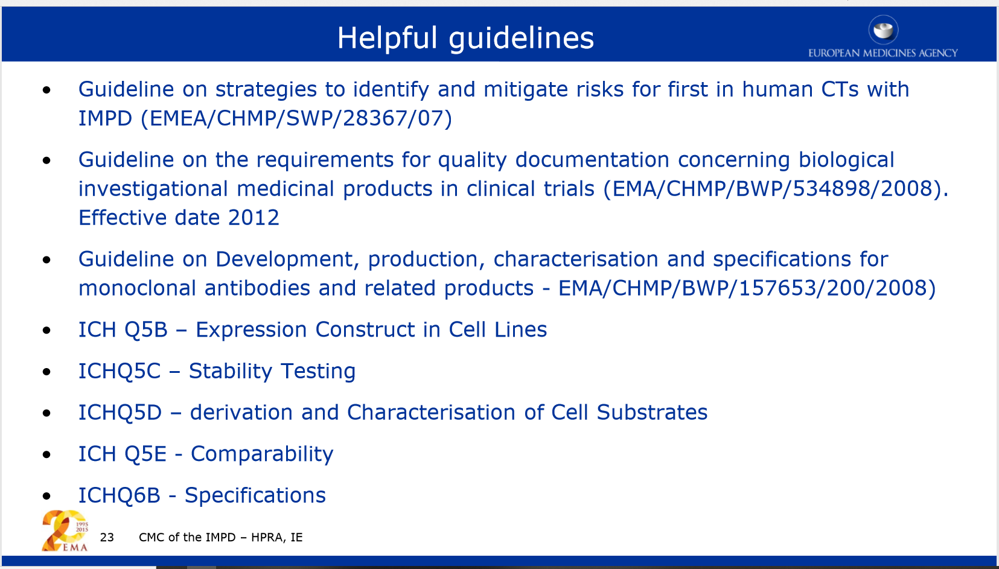 Helpful guidelines
EUROPEAN MEDICINES AGENCY
• Guideline on strategies to identify and mitigate risks for first in human CTs with
IMPD (EMEA/CHMP/SWP/28367/07)
• Guideline on the requirements for quality documentation concerning biological
investigational medicinal products in clinical trials (EMA/CHMP/BWP/534898/2008).
Effective date 2012
• Guideline on Development, production, characterisation and specifications for
monoclonal antibodies and related products - EMA/CHMP/BWP/157653/200/2008)
• ICH Q5B – Expression Construct in Cell Lines
• ICHQ5C – Stability Testing
• ICHQ5D – derivation and Characterisation of Cell Substrates
• ICH Q5E - Comparability
• ICHQ6B - Specifications
20
1995
2015
EMA
23 CMC of the IMPD – HPRA, IE